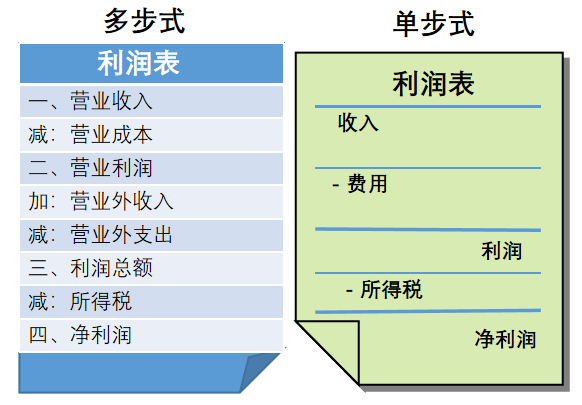 多步式
利润表
一、营业收入
减：营业成本
二、营业利润
加：营业外收入
减：营业外支出
三、利润总额
减：所得税
四、净利润
单步式
利润表
收入
- 费用
利润
- 所得税
净利润